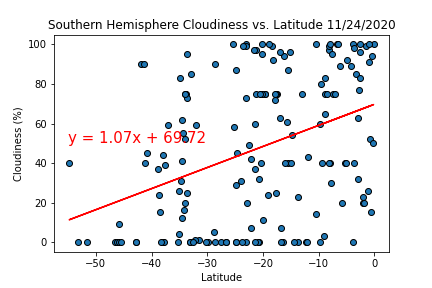 Southern Hemisphere Cloudiness vs. Latitude 11/24/2020
100
80
60
40
20
0
Cloudiness (%)
y = 1.07x + 69.72
−50 −40 −30 −20 −10 0
Latitude